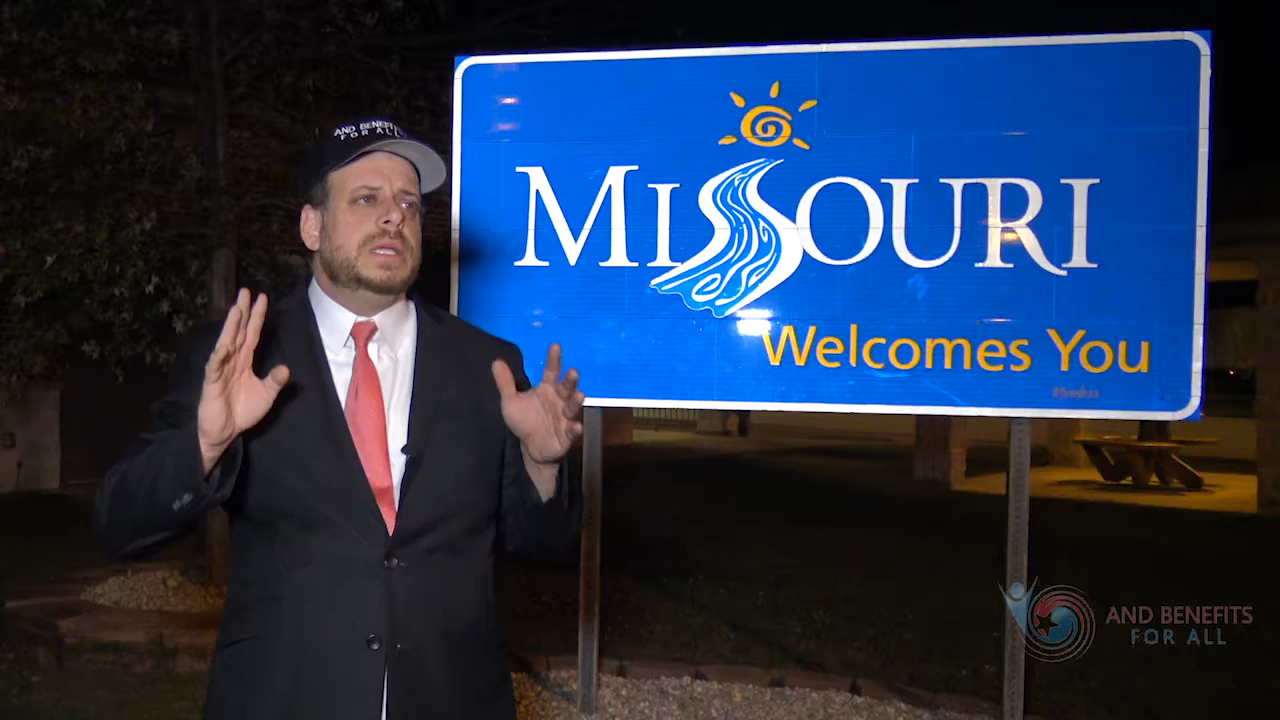 AND BENEFITS
FOR ALL
MISSOURI
Welcomes You
AND BENEFITS
FOR ALL